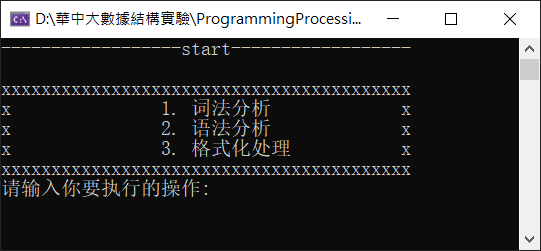 D:\華中大數據結構實驗\ProgrammingProcessi...
------------------start------------------
xxxxxxxxxxxxxxxxxxxxxxxxxxxxxxxxxxxxxxxxx
x 1. 词法分析 x
x 2. 语法分析 x
x 3. 格式化处理 x
xxxxxxxxxxxxxxxxxxxxxxxxxxxxxxxxxxxxxxxxx
请输入你要执行的操作: